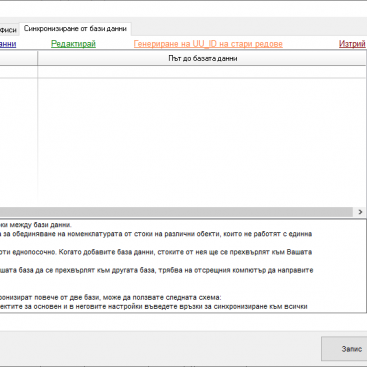 фиси Синхронизиране от бази данни
анни Редактирай Генериране на UU_ID на стари редове Изтрий
Път до базата данни
ки между бази данни.
а за обединяване на номенклатурата от стоки на различни обекти, които не работят с единна
оти еднопосочно. Когато добавите база данни, стоките от нея ще се прехвърлят към Вашата
шата база да се прехвърлят към другата база, трябва на отсрещния компютър да направите
ронизират повече от две бази, може да ползвате следната схема:
ектите за основен и в неговите настройки въведете връзки за синхронизиране към всички
Запис